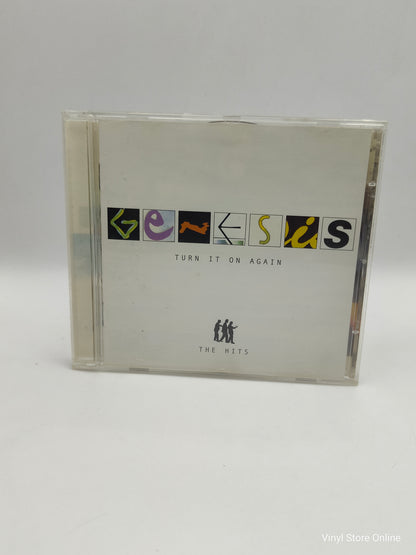 GENESIS
TURN IT ON AGAIN
THE HITS
Vinyl Store Online